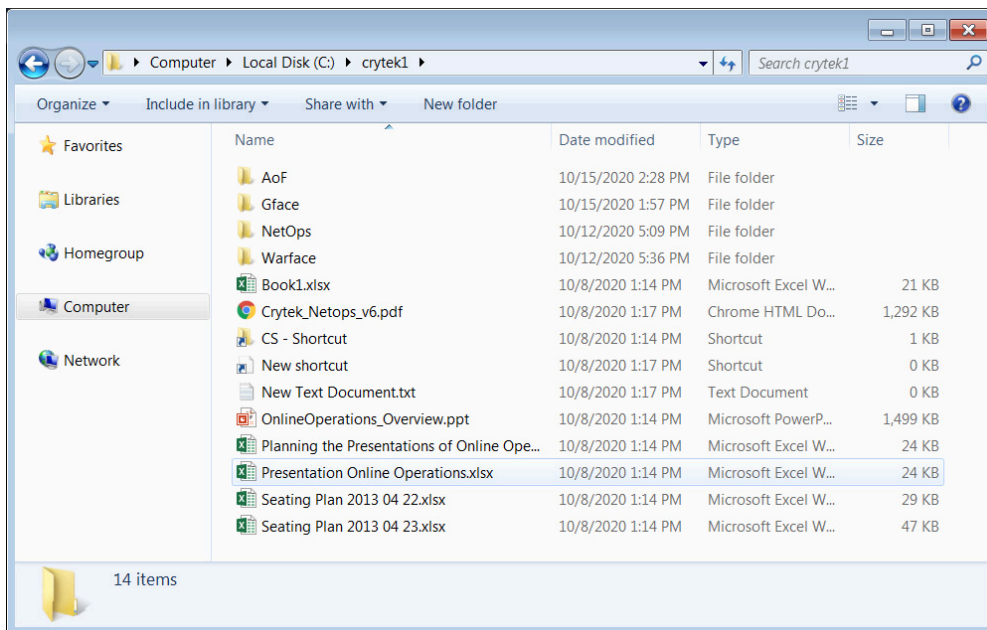 Computer Local Disk (C:) crytek1 Search crytek1
Organize Include in library Share with New folder
Favorites
Libraries
Homegroup
Computer
Network
Name Date modified Type Size
AoF 10/15/2020 2:28 PM File folder
Gface 10/15/2020 1:57 PM File folder
NetOps 10/12/2020 5:09 PM File folder
Warface 10/12/2020 5:36 PM File folder
Book1.xlsx 10/8/2020 1:14 PM Microsoft Excel W... 21 KB
Crytek_Netops_v6.pdf 10/8/2020 1:17 PM Chrome HTML Do... 1,292 KB
CS - Shortcut 10/8/2020 1:14 PM Shortcut 1 KB
New shortcut 10/8/2020 1:17 PM Shortcut 0 KB
New Text Document.txt 10/8/2020 1:17 PM Text Document 0 KB
OnlineOperations_Overview.ppt 10/8/2020 1:14 PM Microsoft PowerP... 1,499 KB
Planning the Presentations of Online Ope... 10/8/2020 1:14 PM Microsoft Excel W... 24 KB
Presentation Online Operations.xlsx 10/8/2020 1:14 PM Microsoft Excel W... 24 KB
Seating Plan 2013 04 22.xlsx 10/8/2020 1:14 PM Microsoft Excel W... 29 KB
Seating Plan 2013 04 23.xlsx 10/8/2020 1:14 PM Microsoft Excel W... 47 KB
14 items